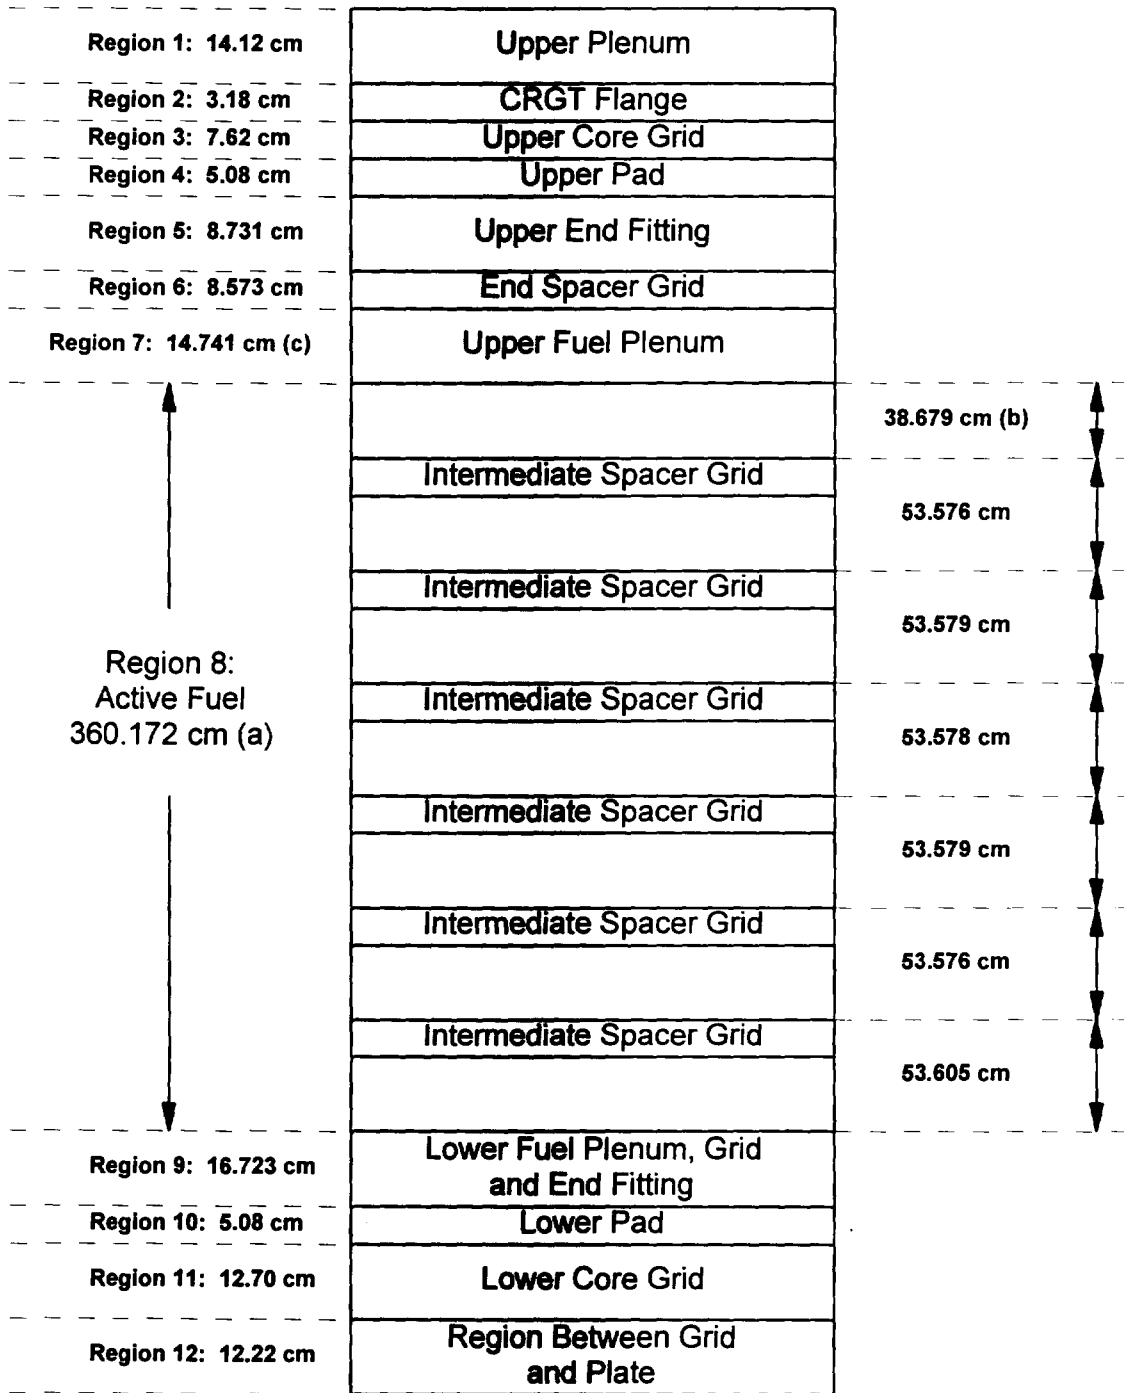 Region 1: 14.12 cm
Upper Plenum
Region 2: 3.18 cm
CRGT Flange
Region 3: 7.62 cm
Upper Core Grid
Region 4: 5.08 cm
Upper Pad
Region 5: 8.731 cm
Upper End Fitting
Region 6: 8.573 cm
End Spacer Grid
Region 7: 14.741 cm (c)
Upper Fuel Plenum
38.679 cm (b)
Intermediate Spacer Grid
53.576 cm
Intermediate Spacer Grid
53.579 cm
Region 8:
Active Fuel
360.172 cm (a)
Intermediate Spacer Grid
53.578 cm
Intermediate Spacer Grid
53.579 cm
Intermediate Spacer Grid
53.576 cm
Intermediate Spacer Grid
53.605 cm
Region 9: 16.723 cm
Lower Fuel Plenum, Grid
and End Fitting
Region 10: 5.08 cm
Lower Pad
Region 11: 12.70 cm
Lower Core Grid
Region 12: 12.22 cm
Region Between Grid
and Plate